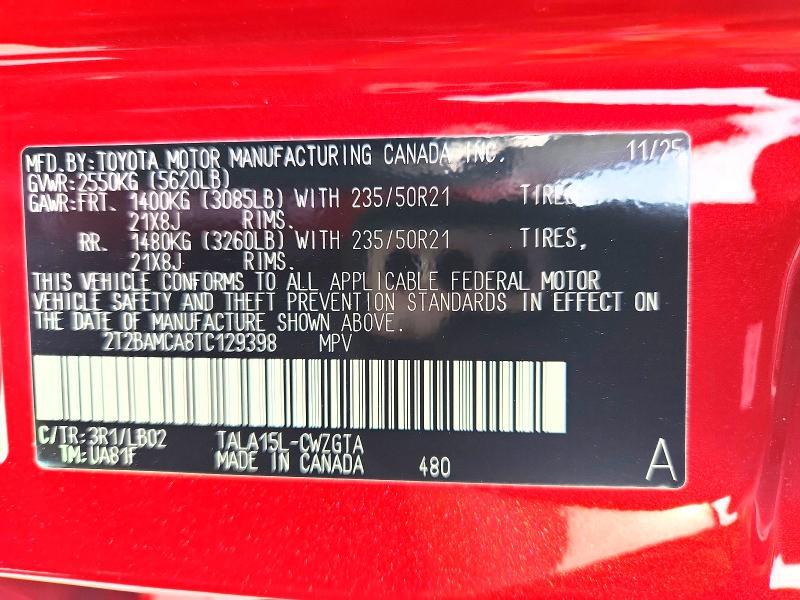 MFD. BY: TOYOTA MOTOR MANUFACTURING CANADA INC. 11/25
GVWR: 2550KG (5620LB)
GAWR: FRT. 1400KG (3085LB) WITH 235/50R21 TIRES
21X8J RIMS.
RR. 1480KG (3260LB) WITH 235/50R21 TIRES,
21X8J RIMS.
THIS VEHICLE CONFORMS TO ALL APPLICABLE FEDERAL MOTOR
VEHICLE SAFETY AND THEFT PREVENTION STANDARDS IN EFFECT ON
THE DATE OF MANUFACTURE SHOWN ABOVE.
2T2BAMCA8TC129398 MPV
C/TR: 3R1/LB02 TALA15L-CWZGTA
TM: UA81F MADE IN CANADA 480 A